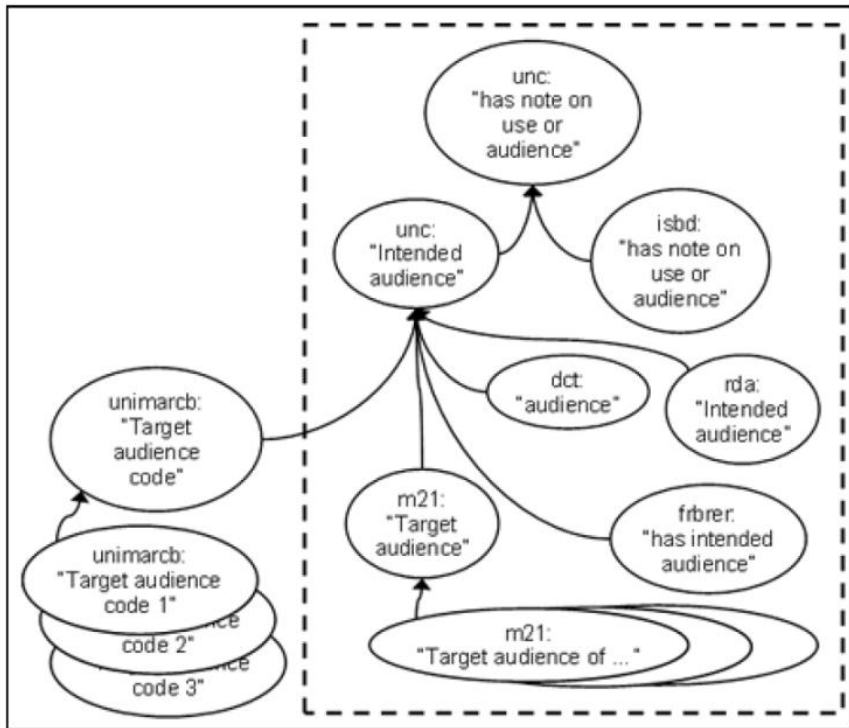 unc:
"has note on
use or
audience"
unc:
"Intended
audience"
isbd:
"has note on
use or
audience"
unimarcb:
"Target
audience
code"
dct:
"audience"
rda:
"Intended
audience"
m21:
"Target
audience"
frbrer:
"has intended
audience"
unimarcb:
"Target audience
code 1"
code 2"
code 3"
m21:
"Target audience of ..."